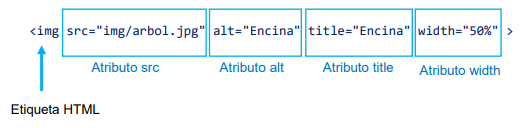 <img src="img/arbol.jpg" alt="Encina" title="Encina" width="50%" >
Atributo src Atributo alt Atributo title Atributo width
Etiqueta HTML